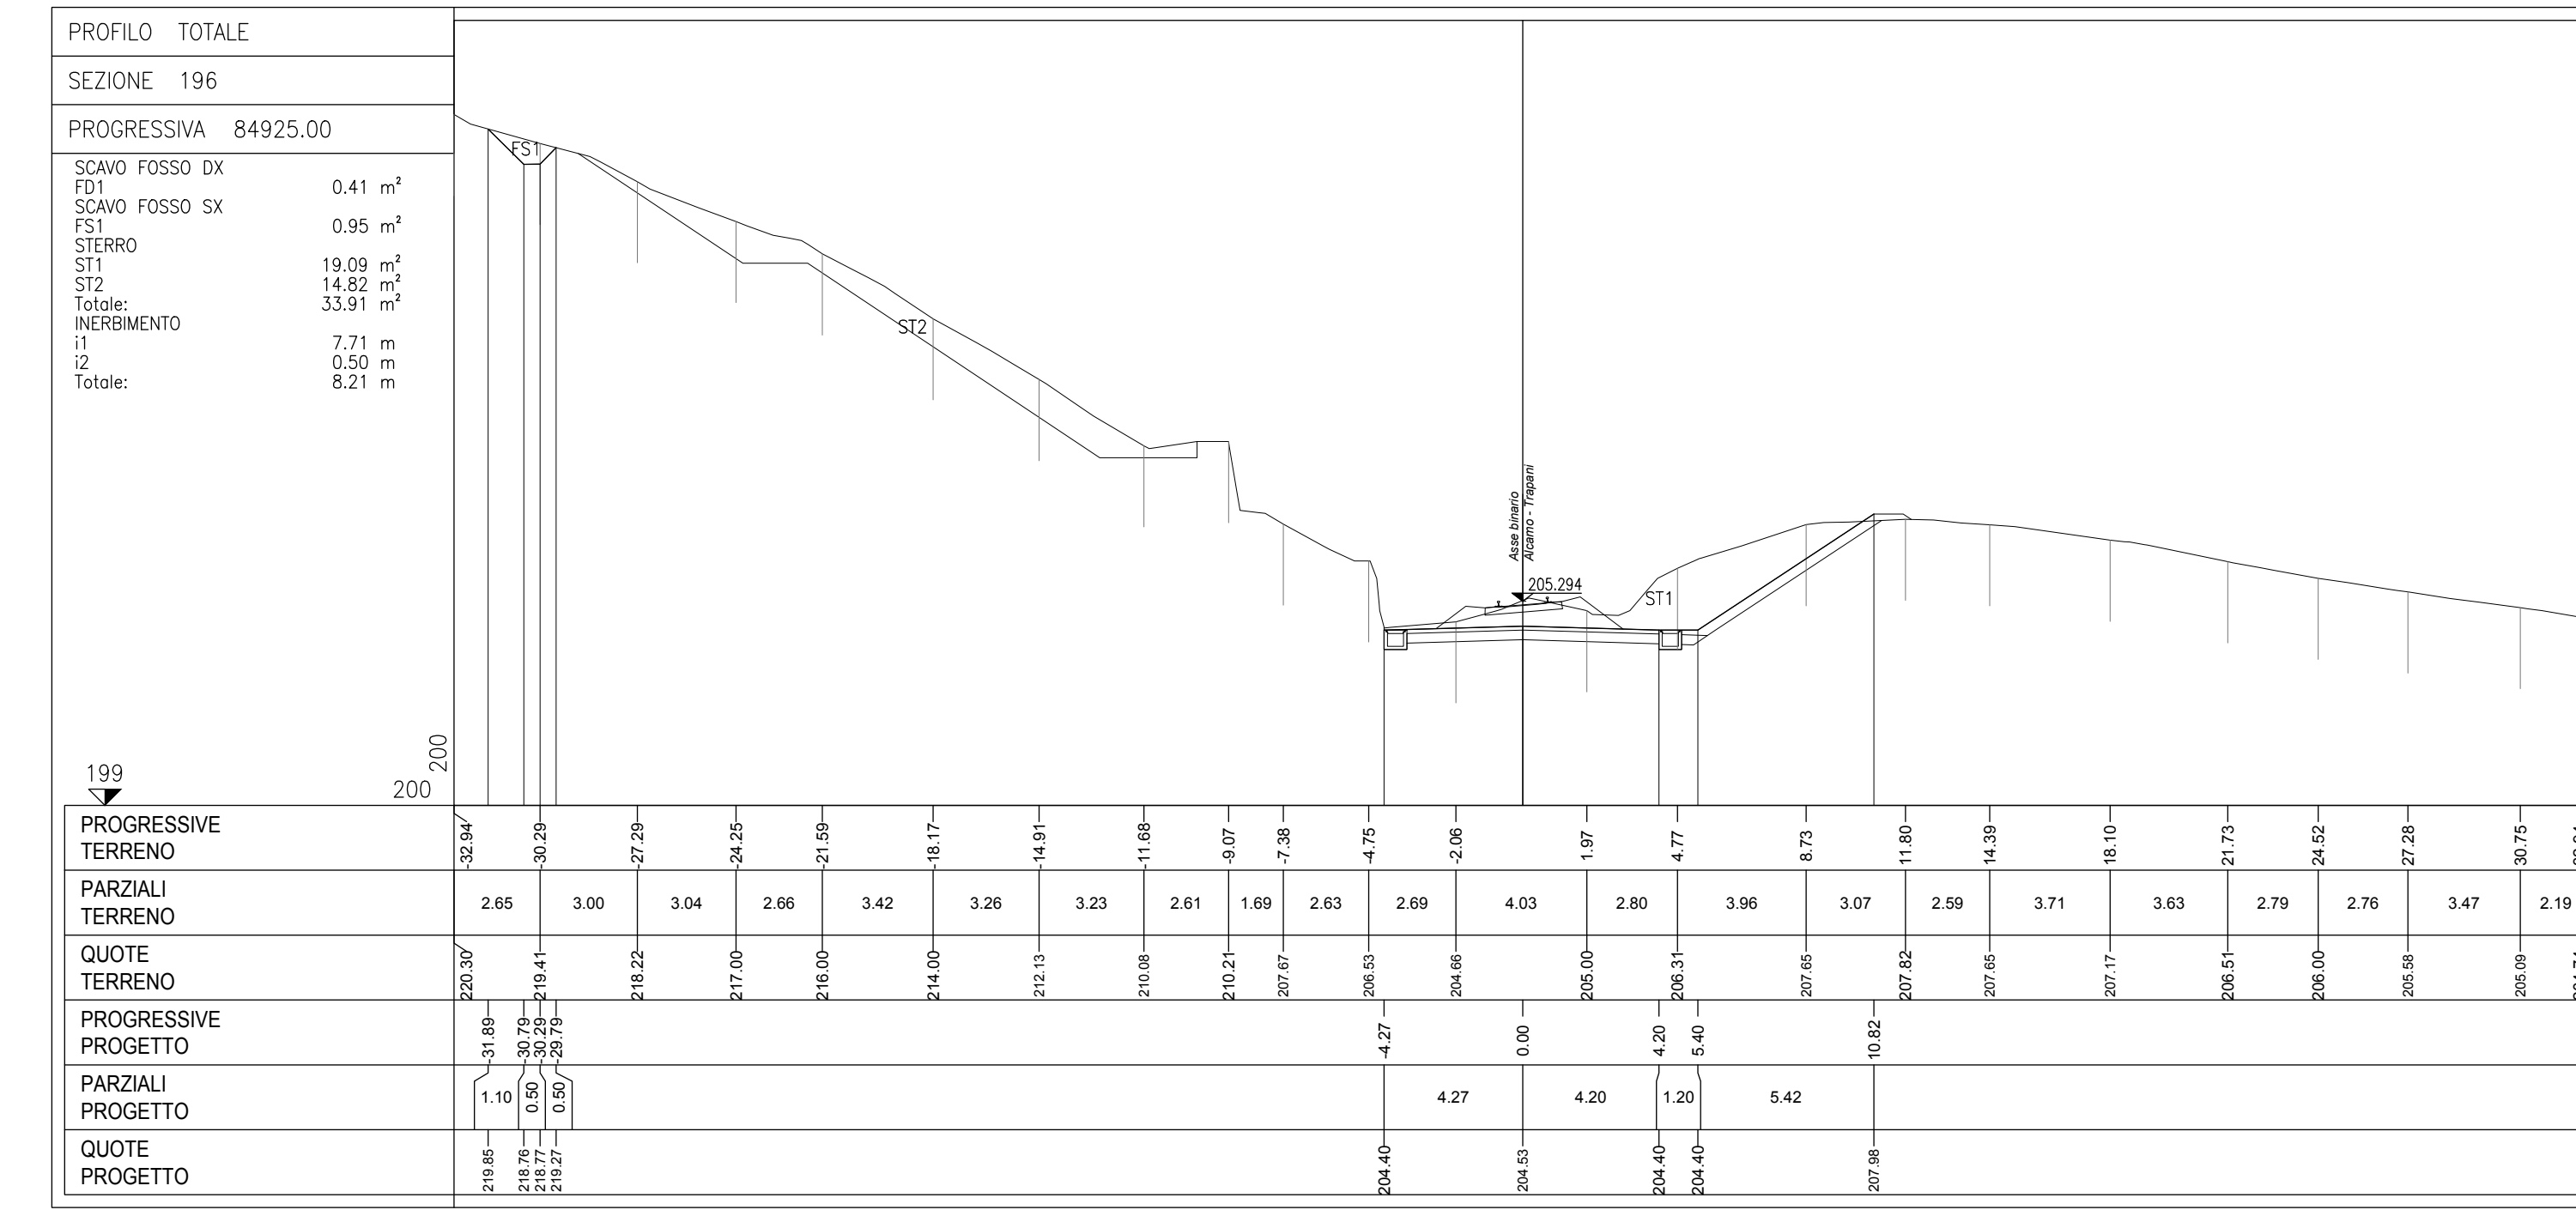 PROFILO TOTALE
SEZIONE 196
PROGRESSIVA 84925.00
SCAVO FOSSO DX
FD1 0.41 m²
SCAVO FOSSO SX
FS1 0.95 m²
STERRO
ST1 19.09 m²
ST2 14.82 m²
Totale: 33.91 m²
INERBIMENTO
i1 7.71 m
i2 0.50 m
Totale: 8.21 m
FS1
ST2
Asse binario
Alcamo - Trapani
205.294
ST1
200
199
200
PROGRESSIVE
TERRENO
-32.94 -30.29 -27.29 -24.25 -21.59 -18.17 -14.91 -11.68 -9.07 -7.38 -4.75 -2.06 1.97 4.77 8.73 11.80 14.39 18.10 21.73 24.52 27.28 30.75
PARZIALI
TERRENO
2.65 3.00 3.04 2.66 3.42 3.26 3.23 2.61 1.69 2.63 2.69 4.03 2.80 3.96 3.07 2.59 3.71 3.63 2.79 2.76 3.47 2.19
QUOTE
TERRENO
220.30 219.41 218.22 217.00 216.00 214.00 212.13 210.08 210.21 207.67 206.53 204.66 205.00 206.31 207.65 207.82 207.65 207.17 206.51 206.00 205.58 205.09
PROGRESSIVE
PROGETTO
-31.89 -30.79 -30.29 -29.79 -4.27 0.00 4.20 5.40 10.82
PARZIALI
PROGETTO
1.10 0.50 0.50 4.27 4.20 1.20 5.42
QUOTE
PROGETTO
219.85 218.76 218.77 219.27 204.40 204.53 204.40 204.40 207.98